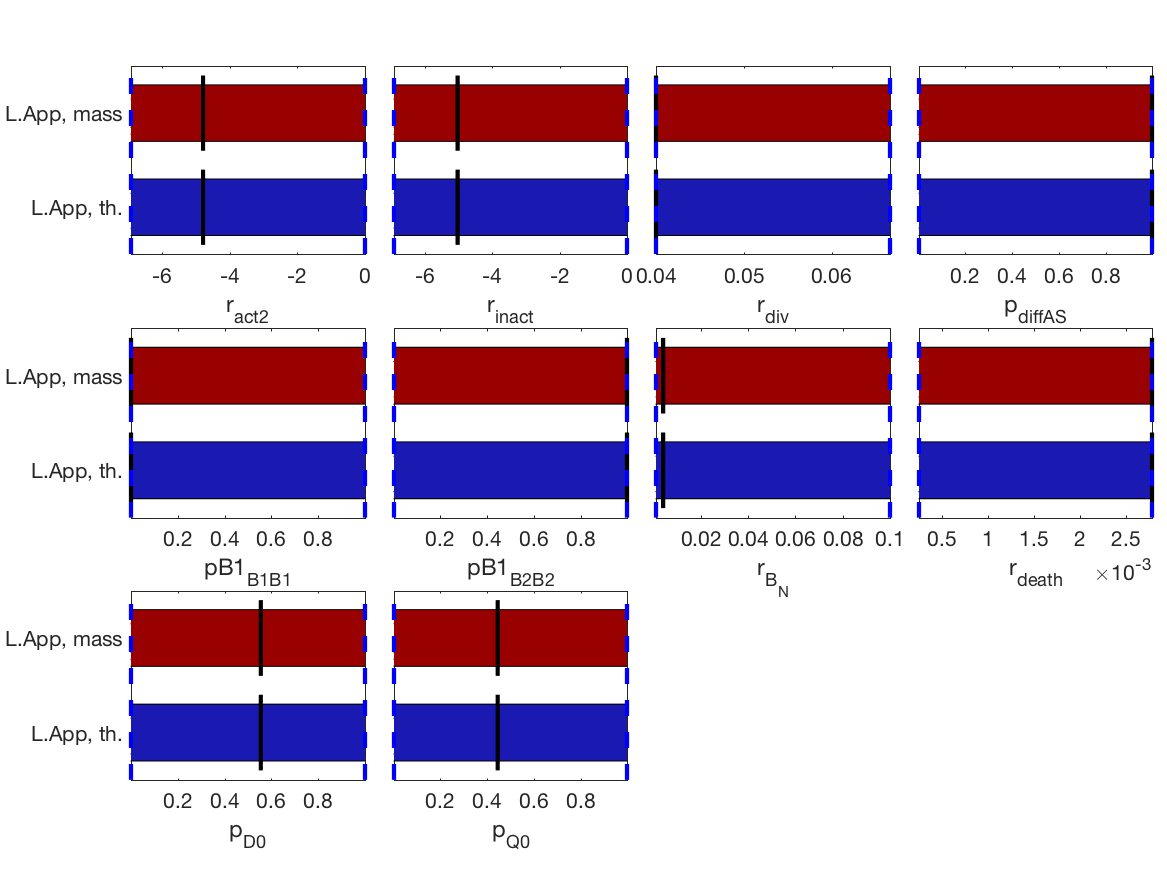 L.App, mass
L.App, th.
-6 -4 -2 0
r_act2
-6 -4 -2 0
r_inact
0.04 0.05 0.06
r_div
0.2 0.4 0.6 0.8
p_diffAS
L.App, mass
L.App, th.
0.2 0.4 0.6 0.8
pB1_B1B1
0.2 0.4 0.6 0.8
pB1_B2B2
0.02 0.04 0.06 0.08 0.1
r_B_N
0.5 1 1.5 2 2.5
r_death ×10^-3
L.App, mass
L.App, th.
0.2 0.4 0.6 0.8
p_D0
0.2 0.4 0.6 0.8
p_Q0